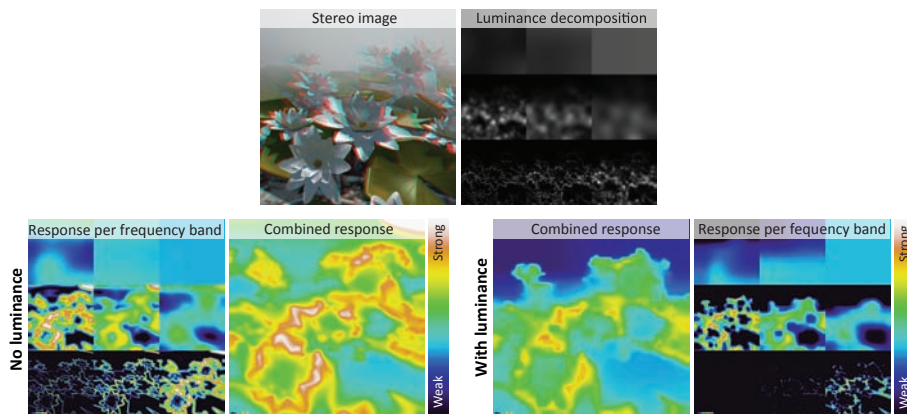 Stereo image
Luminance decomposition
No luminance
Response per frequency band
Combined response
Strong
Weak
With luminance
Combined response
Response per fequency band
Strong
Weak